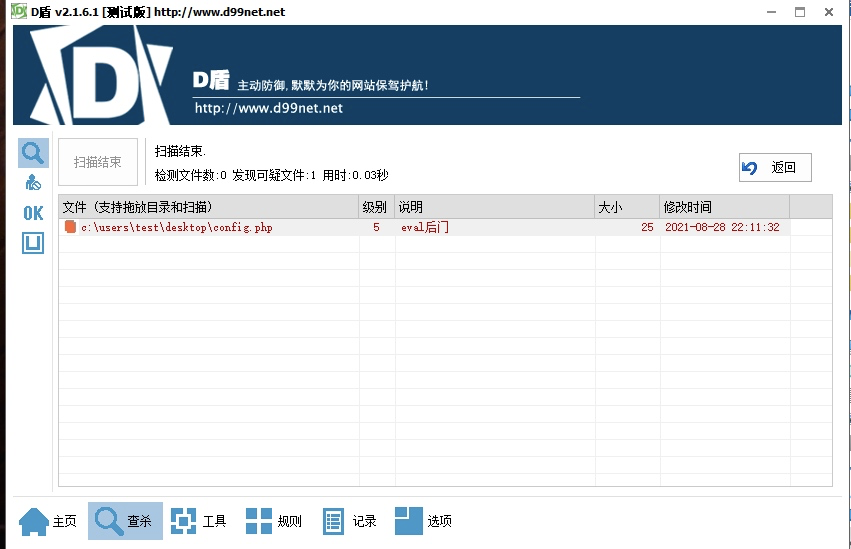 D盾 v2.1.6.1 [测试版] http://www.d99net.net
D盾 主动防御,默默为你的网站保驾护航!
http://www.d99net.net
扫描结束
扫描结束.
检测文件数:0 发现可疑文件:1 用时:0.03秒
返回
OK
文件（支持拖放目录和扫描） 级别 说明 大小 修改时间
c:\users\test\desktop\config.php 5 eval后门 25 2021-08-28 22:11:32
主页 查杀 工具 规则 记录 选项